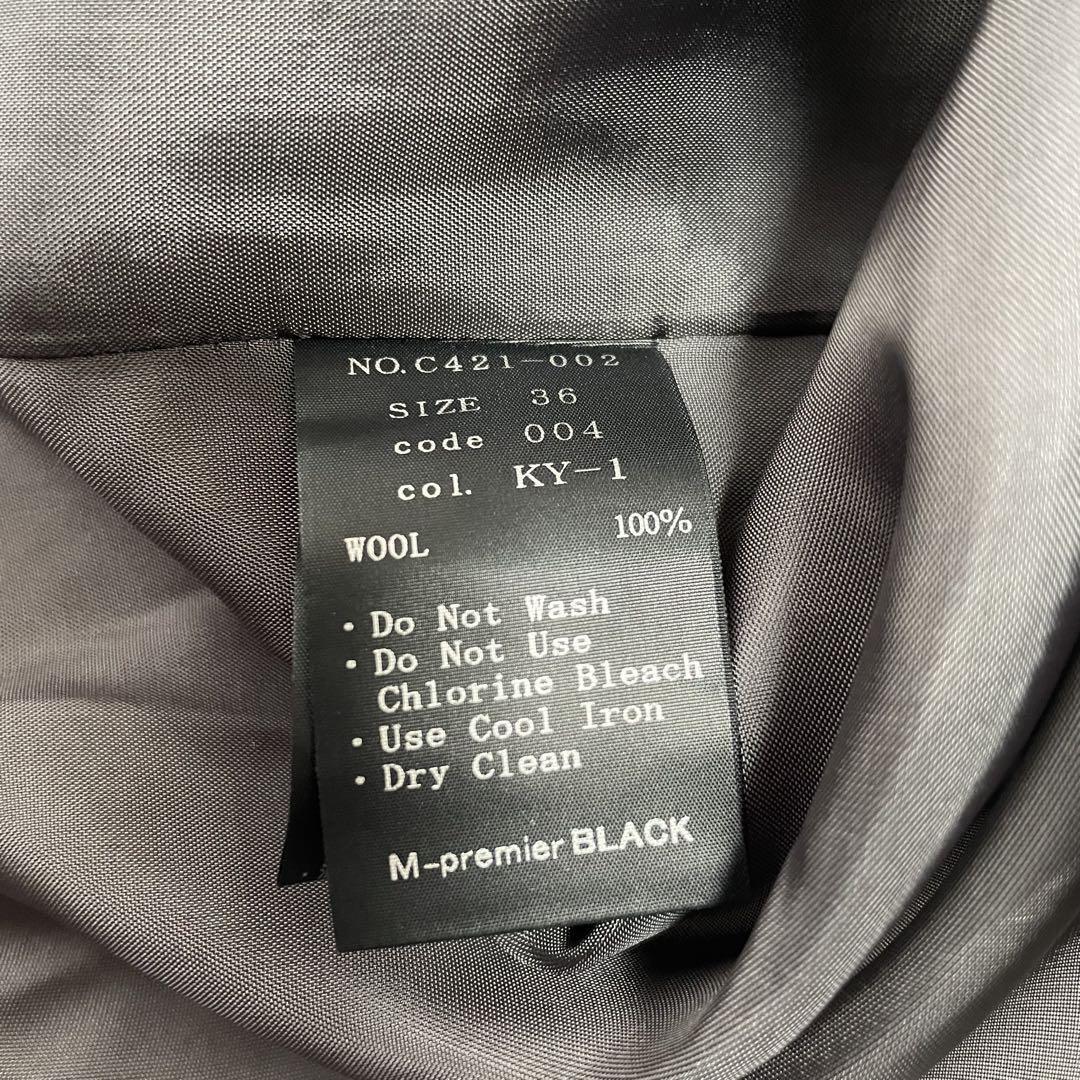 NO.C421-002
SIZE 36
code 004
col. KY-1
WOOL 100%
・Do Not Wash
・Do Not Use
Chlorine Bleach
・Use Cool Iron
・Dry Clean
M-premier BLACK